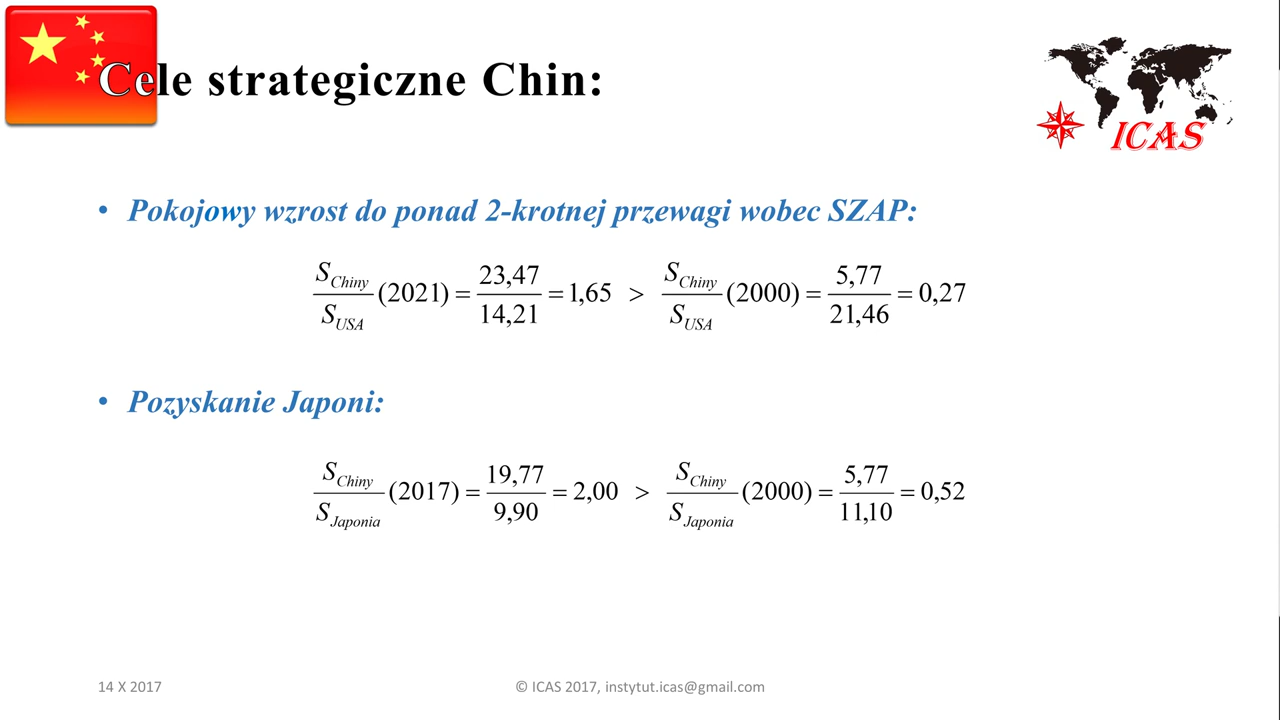 Cele strategiczne Chin:
ICAS
• Pokojowy wzrost do ponad 2-krotnej przewagi wobec SZAP:
S_Chiny / S_USA (2021) = 23,47 / 14,21 = 1,65 > S_Chiny / S_USA (2000) = 5,77 / 21,46 = 0,27
• Pozyskanie Japoni:
S_Chiny / S_Japonia (2017) = 19,77 / 9,90 = 2,00 > S_Chiny / S_Japonia (2000) = 5,77 / 11,10 = 0,52
14 X 2017
© ICAS 2017, instytut.icas@gmail.com